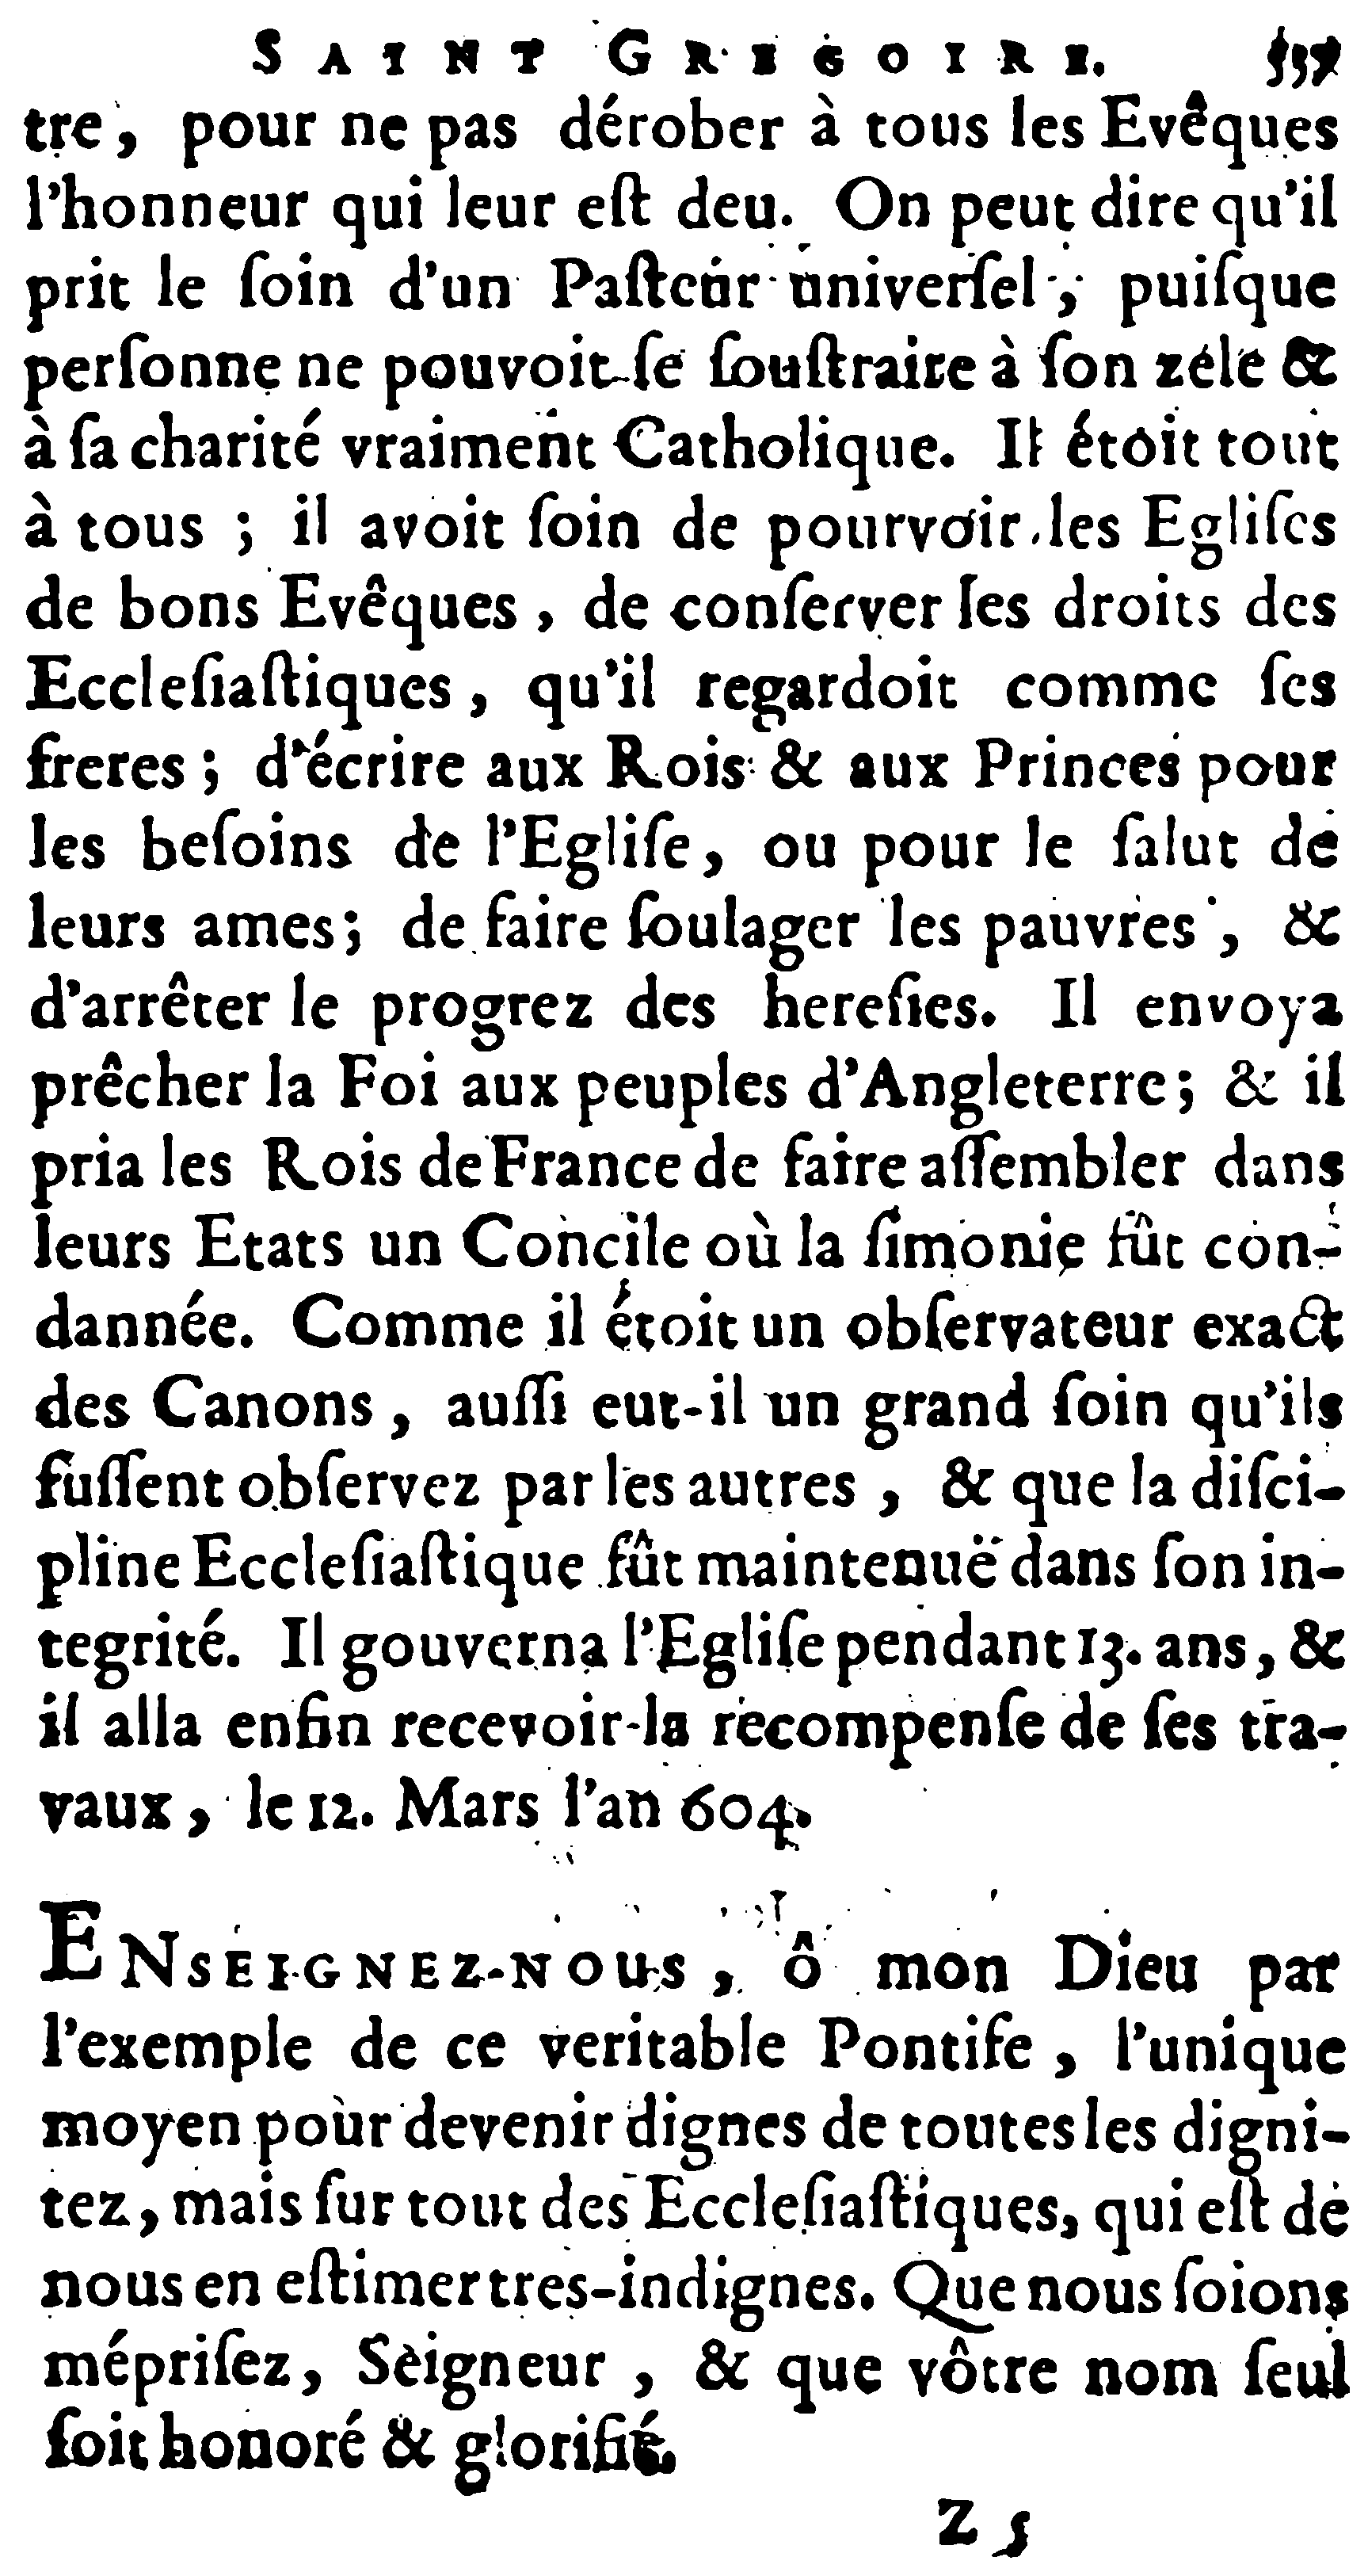 SAINT GREGOIRE.
tre, pour ne pas dérober à tous les Evêques
l'honneur qui leur eſt deu. On peut dire qu'il
prit le ſoin d'un Paſteur univerſel, puiſque
perſonne ne pouvoit ſe ſouſtraire à ſon zéle &
à ſa charité vraiment Catholique. Il étoit tout
à tous ; il avoit ſoin de pourvoir les Egliſes
de bons Evêques, de conſerver les droits des
Eccleſiaſtiques, qu'il regardoit comme ſes
freres ; d'écrire aux Rois & aux Princes pour
les beſoins de l'Egliſe, ou pour le ſalut de
leurs ames; de faire ſoulager les pauvres, &
d'arrêter le progrez des hereſies. Il envoya
prêcher la Foi aux peuples d'Angleterre; & il
pria les Rois de France de faire aſſembler dans
leurs Etats un Concile où la ſimonie fût con-
dannée. Comme il étoit un obſervateur exact
des Canons, auſſi eut-il un grand ſoin qu'ils
fuſſent obſervez par les autres, & que la diſci-
pline Eccleſiaſtique fût maintenuë dans ſon in-
tegrité. Il gouverna l'Egliſe pendant 13. ans, &
il alla enfin recevoir la recompenſe de ſes tra-
vaux, le 12. Mars l'an 604.
ENSEIGNEZ-NOUS, ô mon Dieu par
l'exemple de ce veritable Pontife, l'unique
moyen pour devenir dignes de toutes les digni-
tez, mais ſur tout des Eccleſiaſtiques, qui eſt de
nous en eſtimer tres-indignes. Que nous ſoions
mépriſez, Seigneur, & que vôtre nom ſeul
ſoit honoré & glorifié.
Z 5